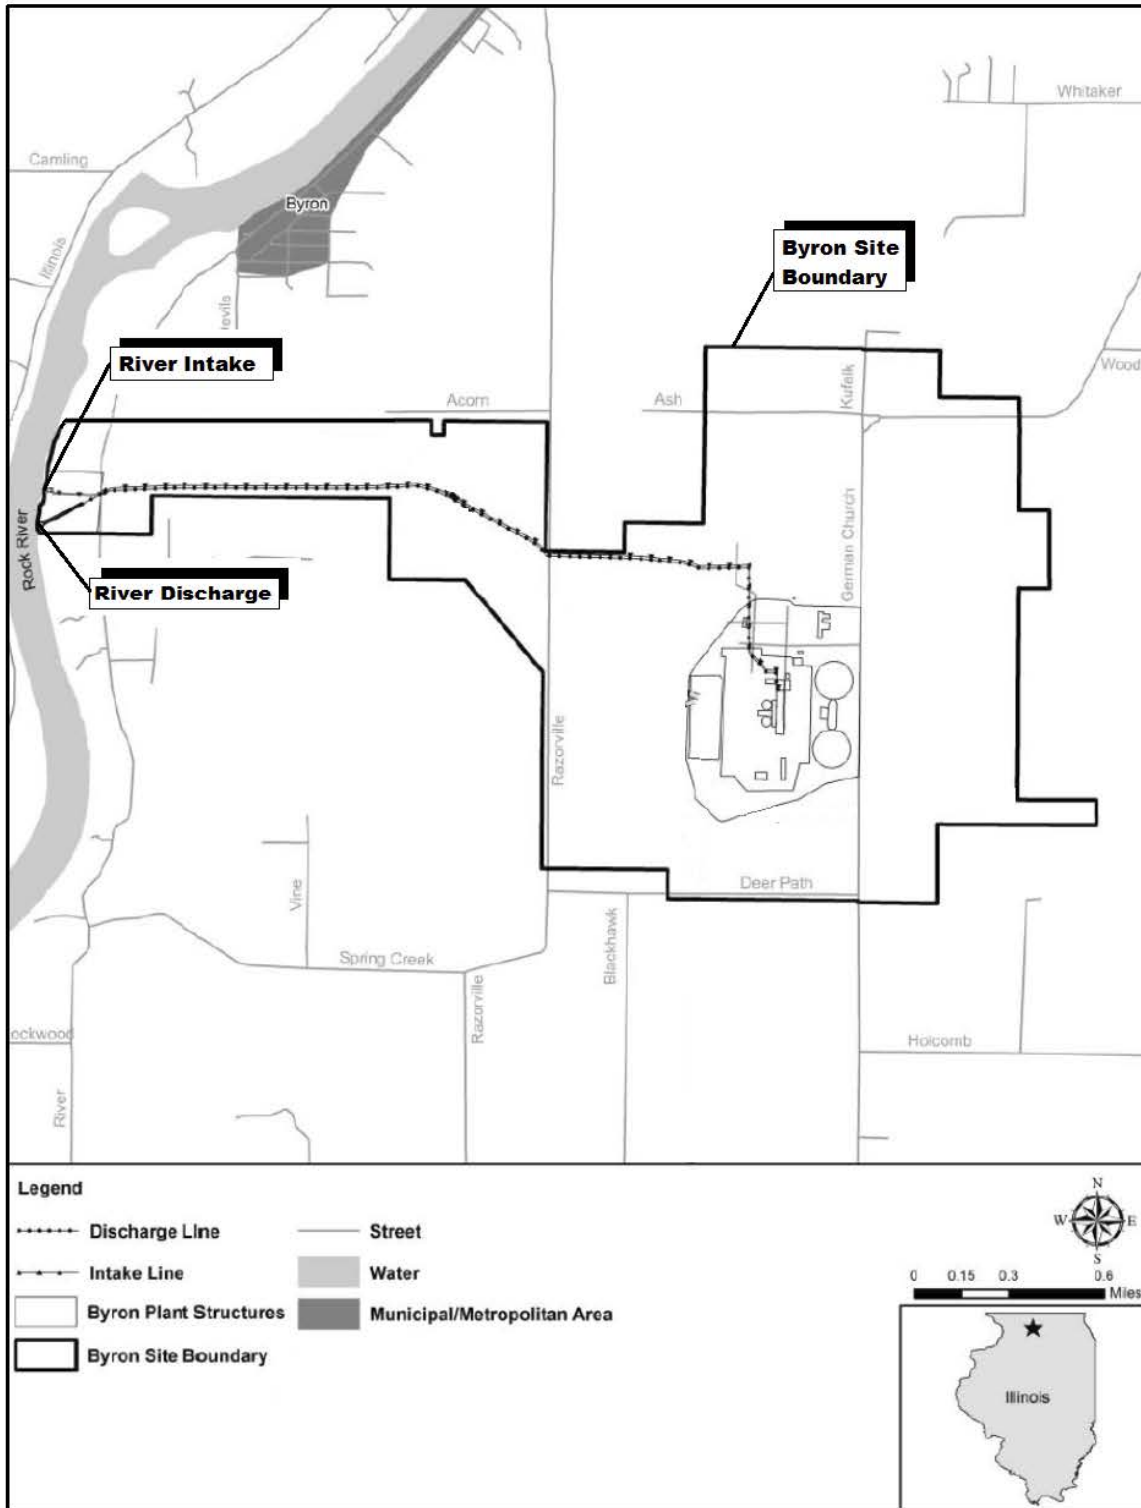 Whitaker
Camling
Byron
Illinois
Byron Site
Boundary
evils
River Intake
Wood
Kufalk
Acorn
Ash
Rock River
German Church
River Discharge
Razorville
Deer Path
Vine
Blackhawk
Spring Creek
Razorville
ockwood
Holcomb
River
Legend
Discharge Line
Street
Intake Line
Water
Byron Plant Structures
Municipal/Metropolitan Area
Byron Site Boundary
N
W
E
S
0 0.15 0.3 0.6
Miles
Illinois